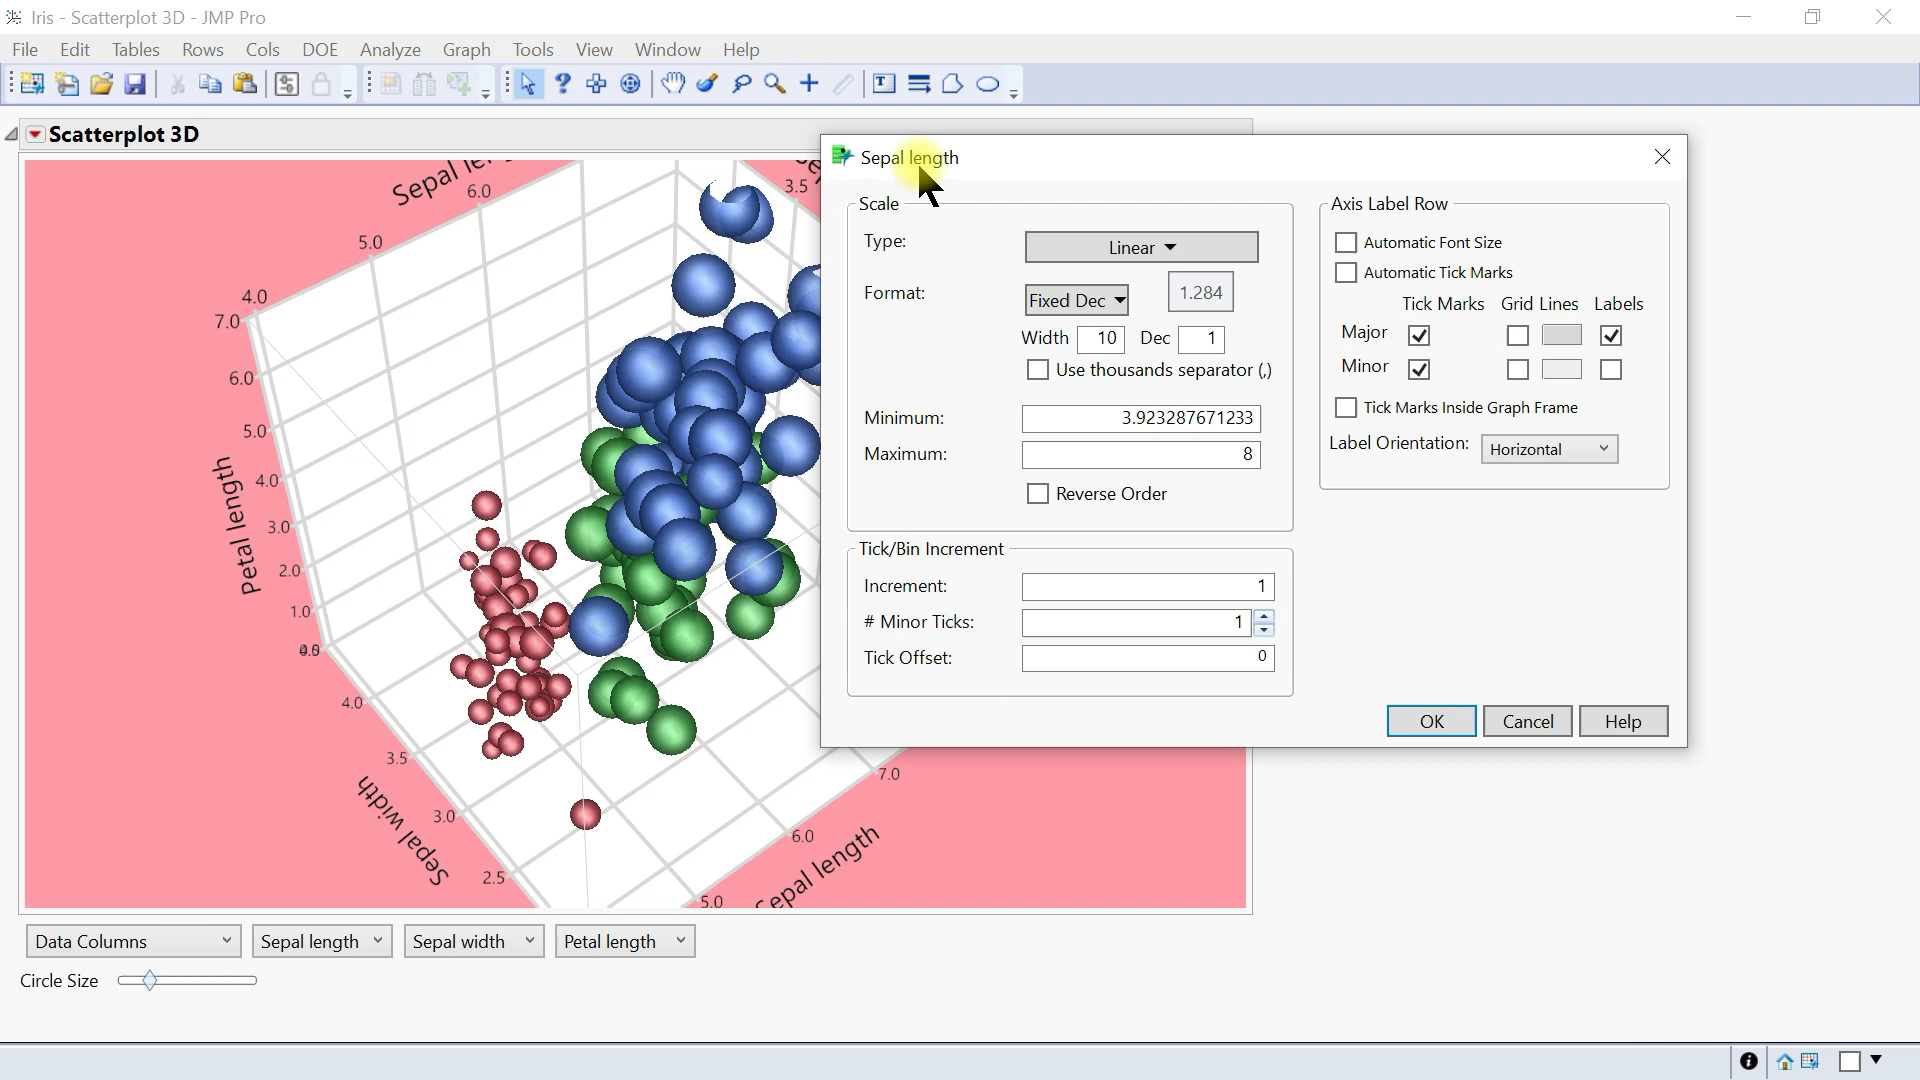 Iris - Scatterplot 3D - JMP Pro
File Edit Tables Rows Cols DOE Analyze Graph Tools View Window Help
Scatterplot 3D
Sepal
6.0
3.5
5.0
4.0
7.0
6.0
5.0
4.0
3.0
2.0
1.0
Petal length
4.0
3.5
3.0
2.5
Sepal width
7.0
6.0
5.0
Sepal length
Sepal length
Scale
Type: Linear
Format: Fixed Dec 1.284
Width 10 Dec 1
Use thousands separator (,)
Minimum: 3.923287671233
Maximum: 8
Reverse Order
Tick/Bin Increment
Increment: 1
# Minor Ticks: 1
Tick Offset: 0
Axis Label Row
Automatic Font Size
Automatic Tick Marks
Tick Marks Grid Lines Labels
Major
Minor
Tick Marks Inside Graph Frame
Label Orientation: Horizontal
OK Cancel Help
Data Columns Sepal length Sepal width Petal length
Circle Size